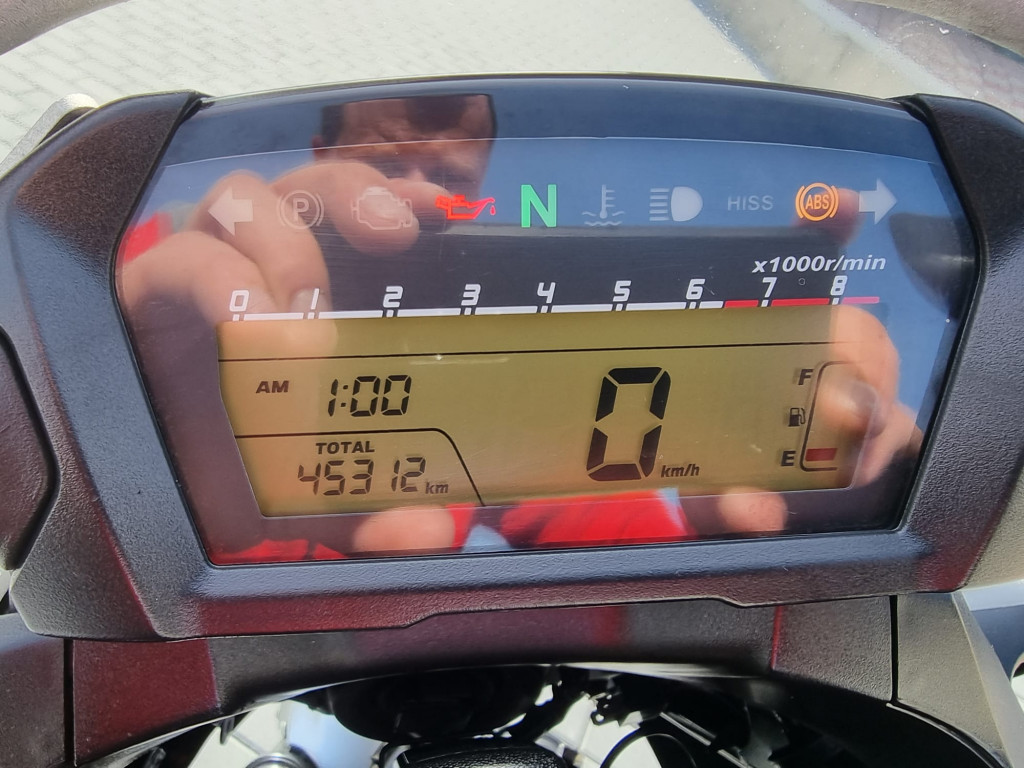 P N HISS ABS
x1000r/min
0 1 2 3 4 5 6 7 8
AM 1:00
TOTAL
45312 km
0 km/h
F
E